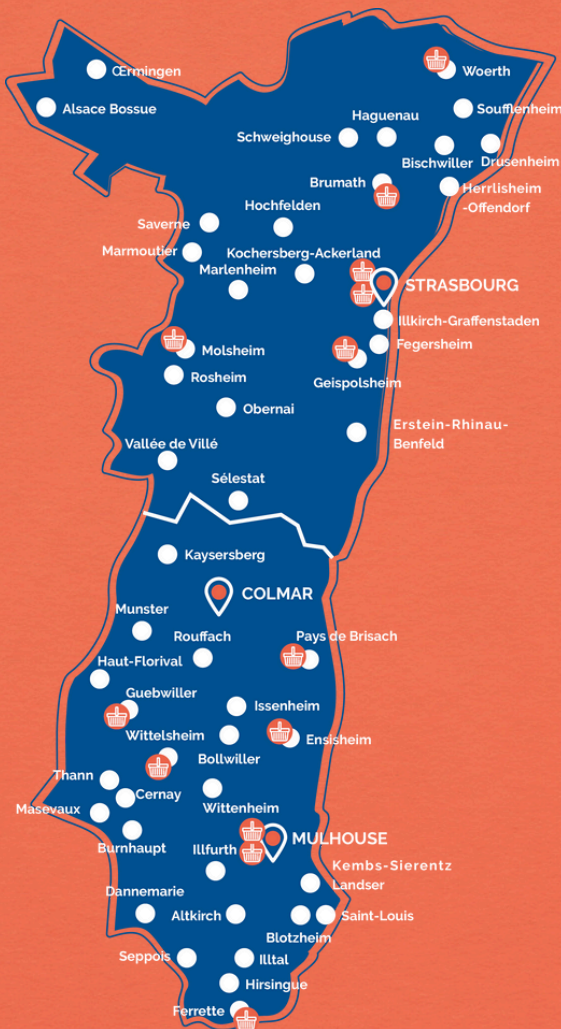 Œrmingen
Woerth
Alsace Bossue
Soufflenheim
Haguenau
Schweighouse
Bischwiller
Drusenheim
Brumath
Herrlisheim
-Offendorf
Hochfelden
Saverne
Marmoutier
Kochersberg-Ackerland
Marlenheim
STRASBOURG
Illkirch-Graffenstaden
Fegersheim
Molsheim
Rosheim
Geispolsheim
Obernai
Erstein-Rhinau-
Benfeld
Vallée de Villé
Sélestat
Kaysersberg
COLMAR
Munster
Rouffach
Pays de Brisach
Haut-Florival
Guebwiller
Issenheim
Wittelsheim
Ensisheim
Bollwiller
Thann
Cernay
Wittenheim
Masevaux
Burnhaupt
MULHOUSE
Illfurth
Kembs-Sierentz
Landser
Dannemarie
Altkirch
Saint-Louis
Blotzheim
Seppois
Illtal
Hirsingue
Ferrette